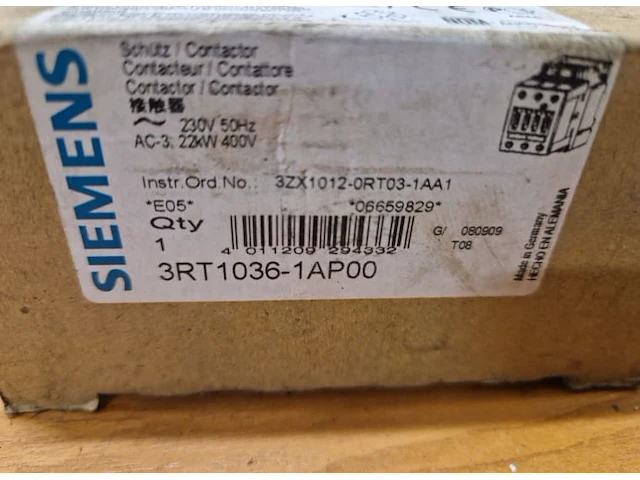 SIEMENS
Schütz / Contactor
Contacteur / Contattore
Contactor / Contactor
接触器
~ 230V 50Hz
AC-3, 22kW 400V
Instr.Ord.No.: 3ZX1012-0RT03-1AA1
*E05* *06659829*
Qty
1
4 011209 294332
G/ 080909
T08
Made in Germany
HECHO EN ALEMANIA
3RT1036-1AP00